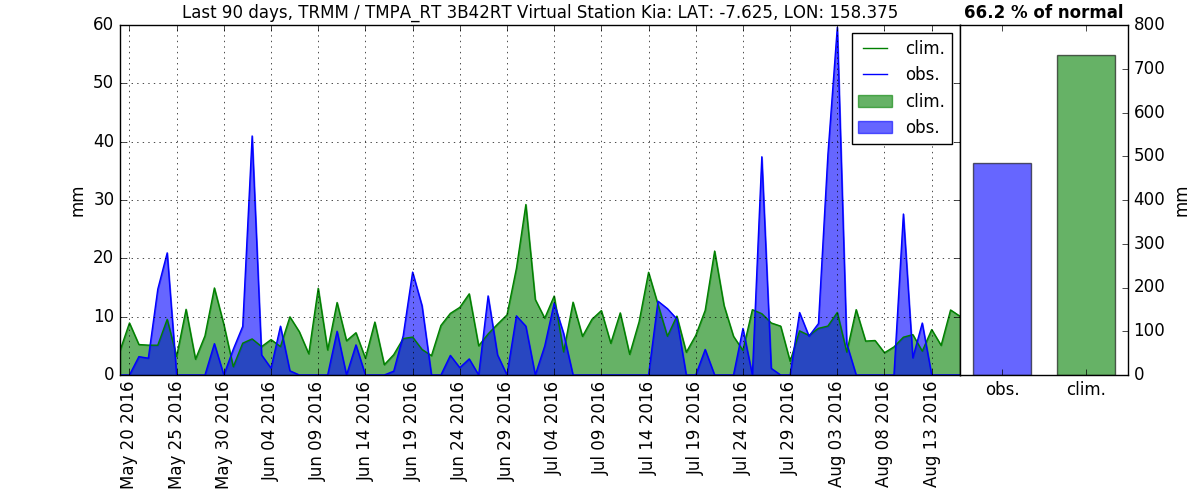 Last 90 days, TRMM / TMPA_RT 3B42RT Virtual Station Kia: LAT: -7.625, LON: 158.375
66.2 % of normal
60
50
40
30
20
10
0
mm
clim.
obs.
clim.
obs.
May 20 2016
May 25 2016
May 30 2016
Jun 04 2016
Jun 09 2016
Jun 14 2016
Jun 19 2016
Jun 24 2016
Jun 29 2016
Jul 04 2016
Jul 09 2016
Jul 14 2016
Jul 19 2016
Jul 24 2016
Jul 29 2016
Aug 03 2016
Aug 08 2016
Aug 13 2016
800
700
600
500
400
300
200
100
0
mm
obs.
clim.